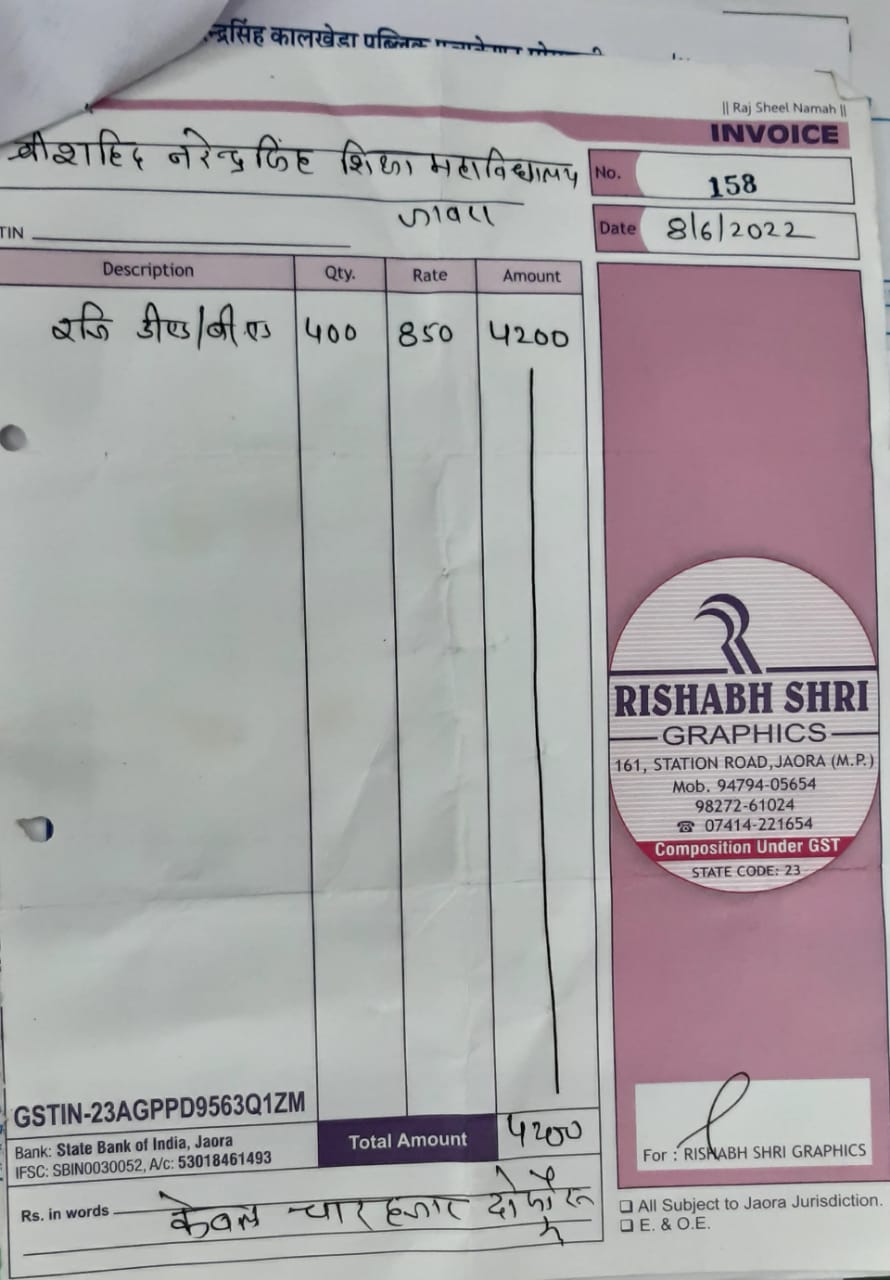 न्द्रसिंह कालखेडा पब्लिक
|| Raj Sheel Namah ||
INVOICE
श्री शहिद नरेन्द्र सिंह शिक्षा महाविद्यालय
जावरा
No. 158
Date 8/6/2022
TIN
Description Qty. Rate Amount
रजि डीएड/बीएड 400 850 4200
RISHABH SHRI
GRAPHICS
161, STATION ROAD, JAORA (M.P.)
Mob. 94794-05654
98272-61024
☎ 07414-221654
Composition Under GST
STATE CODE: 23
GSTIN-23AGPPD9563Q1ZM
Bank: State Bank of India, Jaora
IFSC: SBIN0030052, A/c: 53018461493
Total Amount 4200
Rs. in words केवल चार हजार दो सौ रू
For : RISHABH SHRI GRAPHICS
All Subject to Jaora Jurisdiction.
E. & O.E.